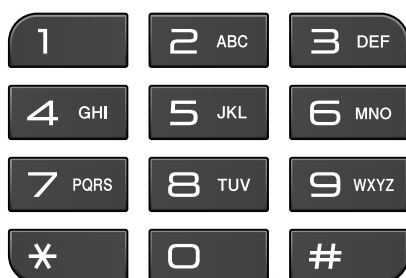 1 2 ABC 3 DEF
4 GHI 5 JKL 6 MNO
7 PQRS 8 TUV 9 WXYZ
* 0 #